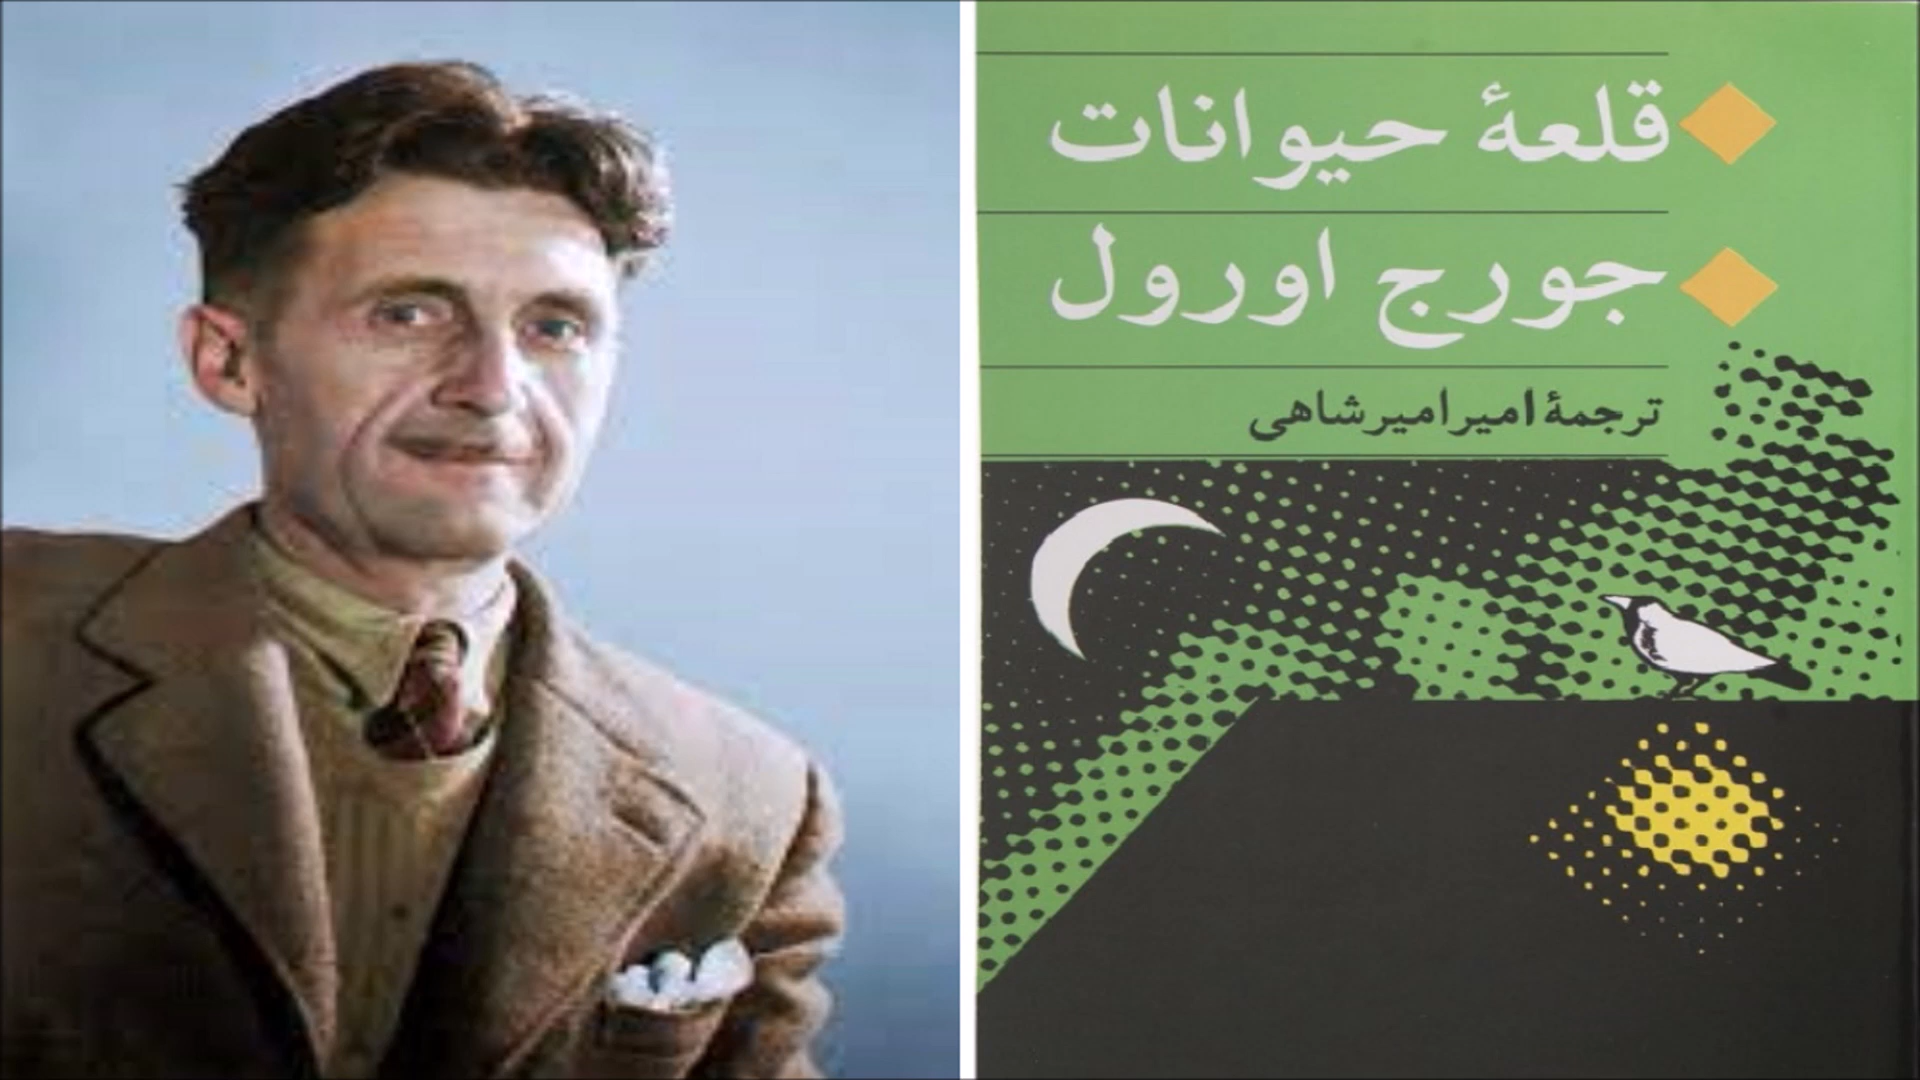 قلعهٔ حیوانات
جورج اورول
ترجمهٔ امیر امیرشاهی